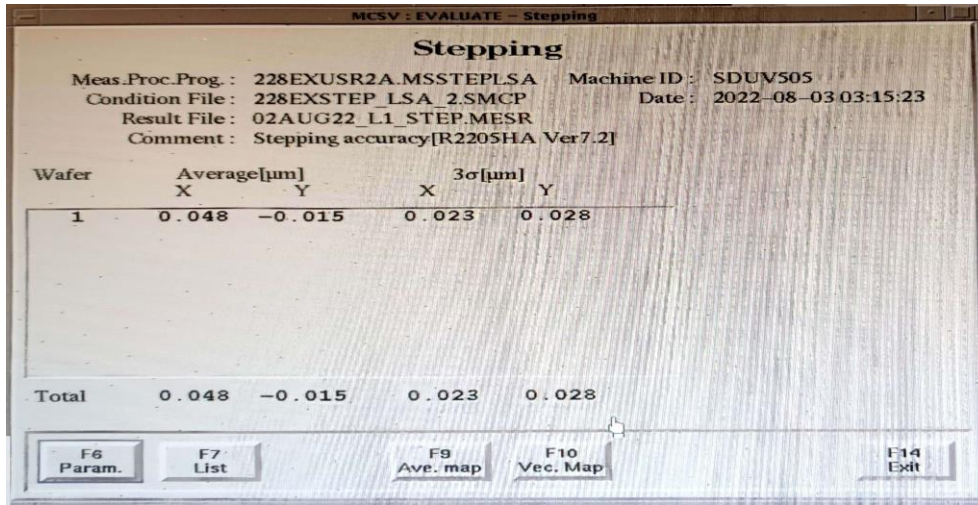 MCSV : EVALUATE - Stepping
Stepping
Meas.Proc.Prog. : 228EXUSR2A.MSSTEPLSA Machine ID : SDUV505
Condition File : 228EXSTEP_LSA_2.SMCP Date : 2022-08-03 03:15:23
Result File : 02AUG22_L1_STEP.MESR
Comment : Stepping accuracy[R2205HA Ver7.2]
Wafer Average[µm] 3σ[µm]
X Y X Y
1 0.048 -0.015 0.023 0.028
Total 0.048 -0.015 0.023 0.028
F6 F7 F9 F10 F14
Param. List Ave. map Vec. Map Exit